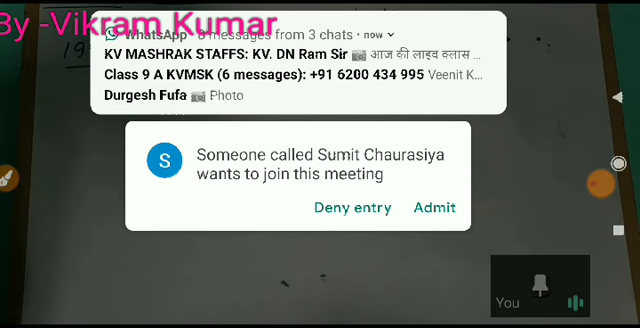 By -Vikram Kumar
WhatsApp · 8 messages from 3 chats · now
KV MASHRAK STAFFS: KV. DN Ram Sir 📷 आज की लाइव क्लास ...
Class 9 A KVMSK (6 messages): +91 6200 434 995 Veenit K...
Durgesh Fufa 📷 Photo
S
Someone called Sumit Chaurasiya
wants to join this meeting
Deny entry Admit
You